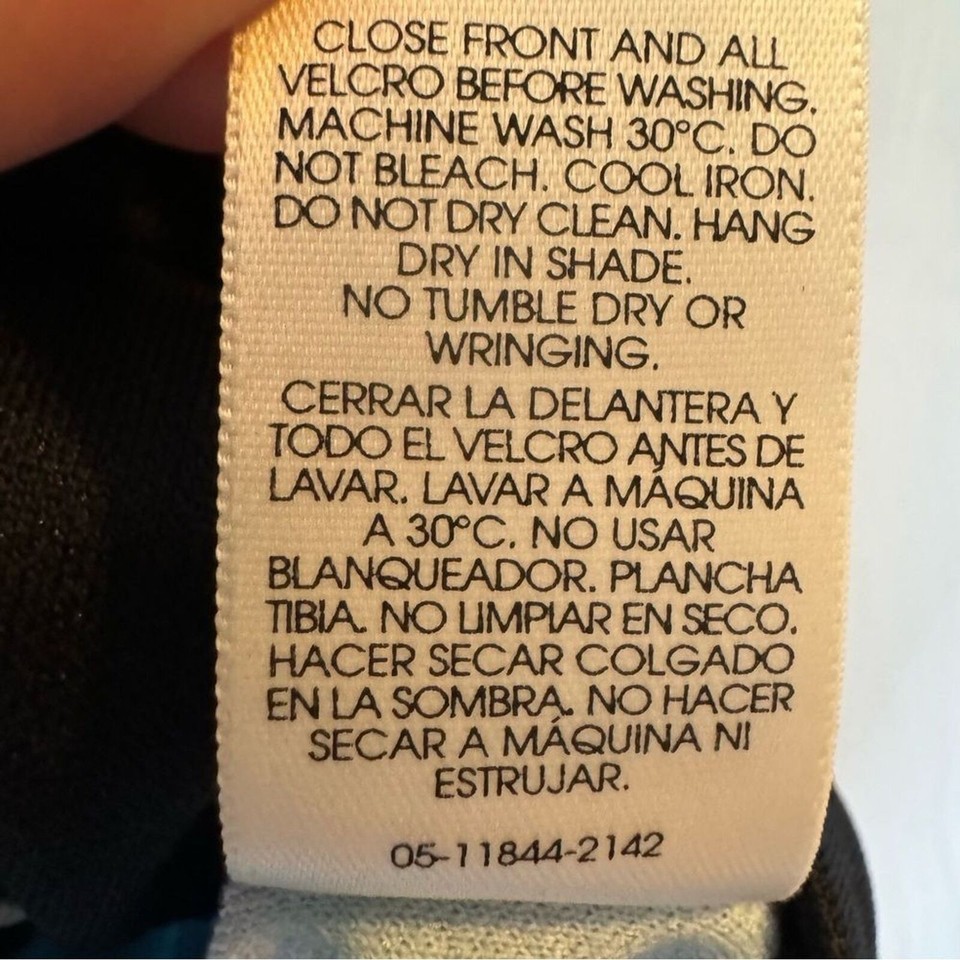 CLOSE FRONT AND ALL
VELCRO BEFORE WASHING.
MACHINE WASH 30°C. DO
NOT BLEACH. COOL IRON.
DO NOT DRY CLEAN. HANG
DRY IN SHADE.
NO TUMBLE DRY OR
WRINGING.
CERRAR LA DELANTERA Y
TODO EL VELCRO ANTES DE
LAVAR. LAVAR A MÁQUINA
A 30°C. NO USAR
BLANQUEADOR. PLANCHA
TIBIA. NO LIMPIAR EN SECO.
HACER SECAR COLGADO
EN LA SOMBRA. NO HACER
SECAR A MÁQUINA NI
ESTRUJAR.
05-11844-2142